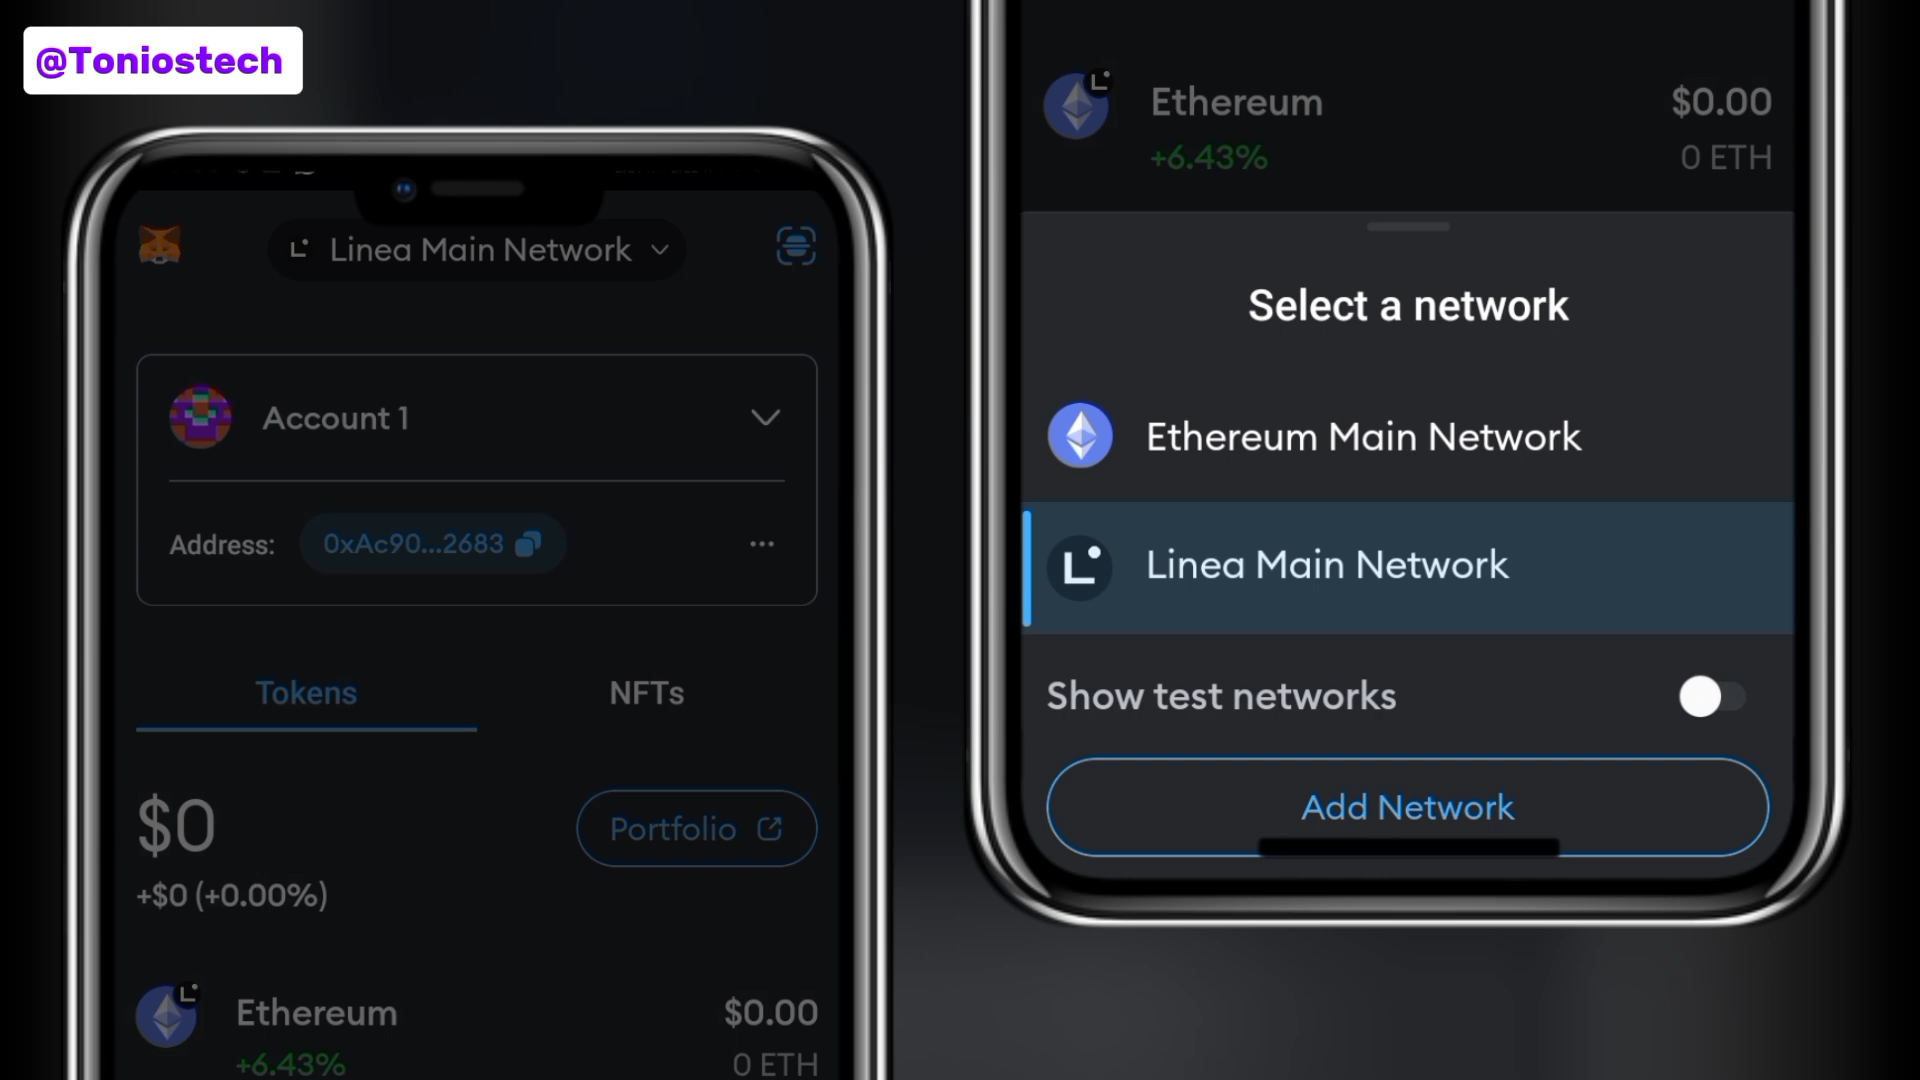 @Toniostech
Linea Main Network
Account 1
Address: 0xAc90...2683
Tokens NFTs
$0
Portfolio
+$0 (+0.00%)
Ethereum $0.00
+6.43% 0 ETH
Ethereum $0.00
+6.43% 0 ETH
Select a network
Ethereum Main Network
Linea Main Network
Show test networks
Add Network